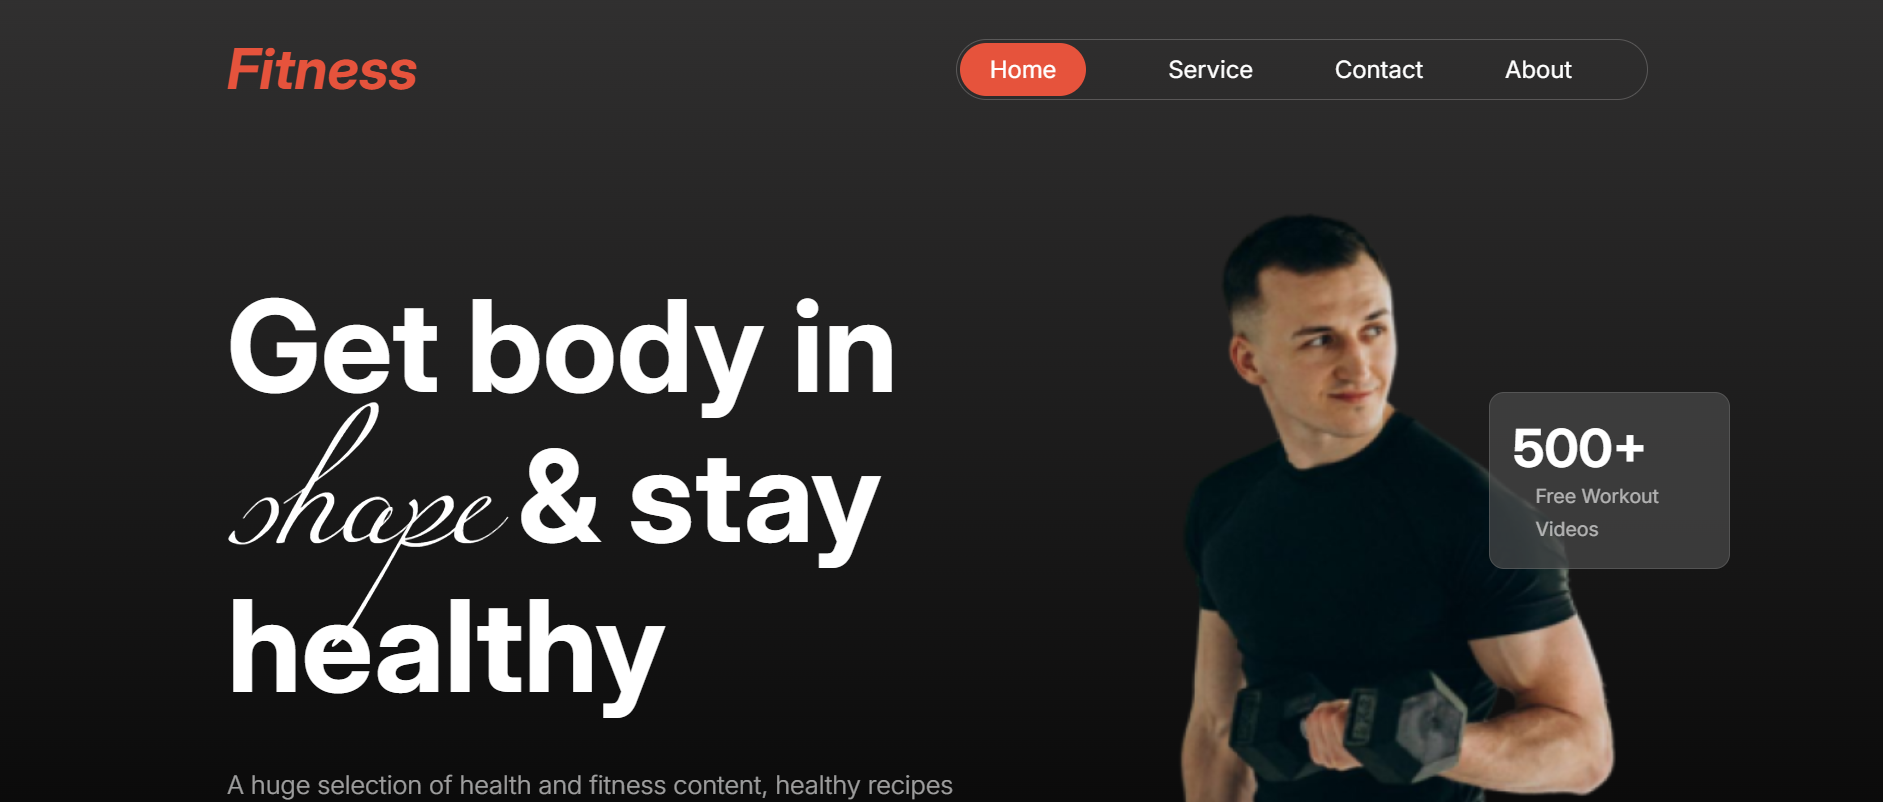 Fitness
Home Service Contact About
Get body in
shape & stay
healthy
500+
Free Workout
Videos
A huge selection of health and fitness content, healthy recipes